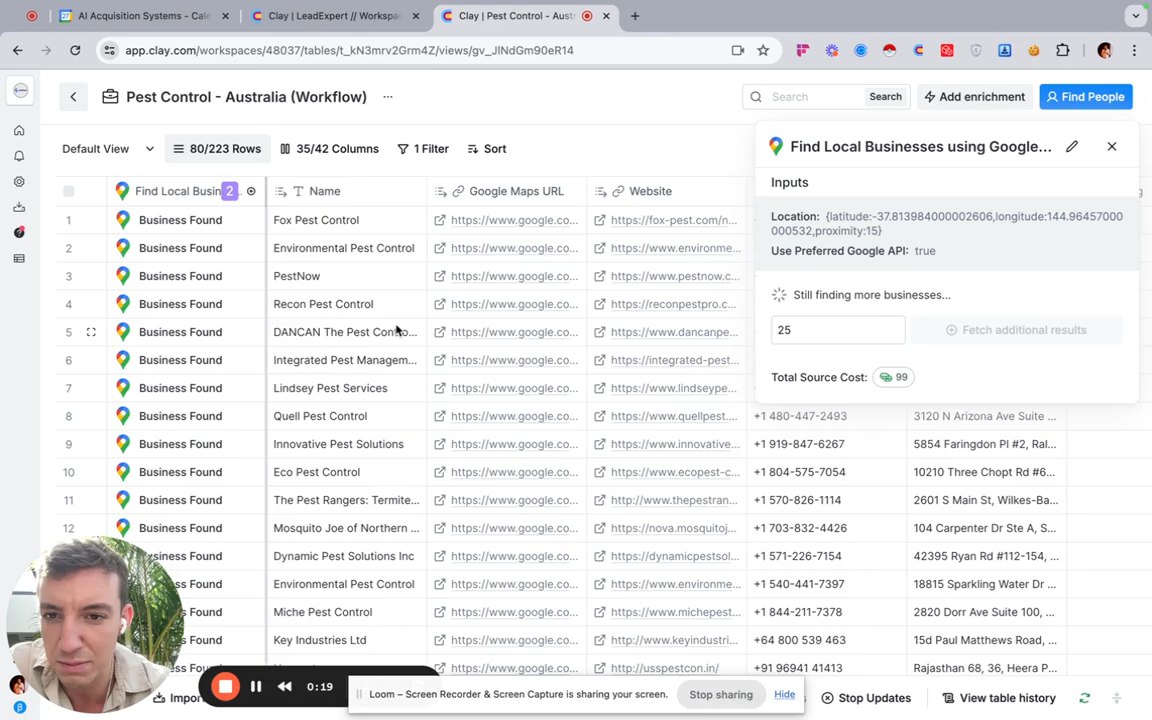 AI Acquisition Systems - Cale
Clay | LeadExpert // Workspa
Clay | Pest Control - Aust
app.clay.com/workspaces/48037/tables/t_kN3mrv2Grm4Z/views/gv_JlNdGm90eR14
Pest Control - Australia (Workflow)
Search
Search
Add enrichment
Find People
Default View
80/223 Rows
35/42 Columns
1 Filter
Sort
Find Local Businesses using Google...
Inputs
Location: {latitude:-37.813984000002606,longitude:144.96457000
000532,proximity:15}
Use Preferred Google API: true
Still finding more businesses...
25
Fetch additional results
Total Source Cost: 99
Find Local Busin 2 Name Google Maps URL Website
1 Business Found Fox Pest Control https://www.google.co... https://fox-pest.com/n...
2 Business Found Environmental Pest Control https://www.google.co... https://www.environme...
3 Business Found PestNow https://www.google.co... https://www.pestnow.c...
4 Business Found Recon Pest Control https://www.google.co... https://reconpestpro.c...
5 Business Found DANCAN The Pest Contro... https://www.google.co... https://www.dancanpe...
6 Business Found Integrated Pest Managem... https://www.google.co... https://integrated-pest...
7 Business Found Lindsey Pest Services https://www.google.co... https://www.lindseype...
8 Business Found Quell Pest Control https://www.google.co... https://www.quellpest.... +1 480-447-2493 3120 N Arizona Ave Suite ...
9 Business Found Innovative Pest Solutions https://www.google.co... https://www.innovative... +1 919-847-6267 5854 Faringdon Pl #2, Ral...
10 Business Found Eco Pest Control https://www.google.co... https://www.ecopest-c... +1 804-575-7054 10210 Three Chopt Rd #6...
11 Business Found The Pest Rangers: Termite... https://www.google.co... http://www.thepestran... +1 570-826-1114 2601 S Main St, Wilkes-Ba...
12 Business Found Mosquito Joe of Northern ... https://www.google.co... https://nova.mosquitoj... +1 703-832-4426 104 Carpenter Dr Ste A, S...
Business Found Dynamic Pest Solutions Inc https://www.google.co... https://dynamicpestsol... +1 571-226-7154 42395 Ryan Rd #112-154, ...
Business Found Environmental Pest Control https://www.google.co... https://www.environme... +1 540-441-7397 18815 Sparkling Water Dr ...
Business Found Miche Pest Control https://www.google.co... https://www.michepest... +1 844-211-7378 2820 Dorr Ave Suite 100, ...
Business Found Key Industries Ltd https://www.google.co... http://www.keyindustri... +64 800 539 463 15d Paul Matthews Road, ...
Business Found https://www.google.co... http://usspestcon.in/ +91 96941 41413 Rajasthan 68, 36, Heera P...
0:19
Loom – Screen Recorder & Screen Capture is sharing your screen.
Stop sharing
Hide
Stop Updates
View table history